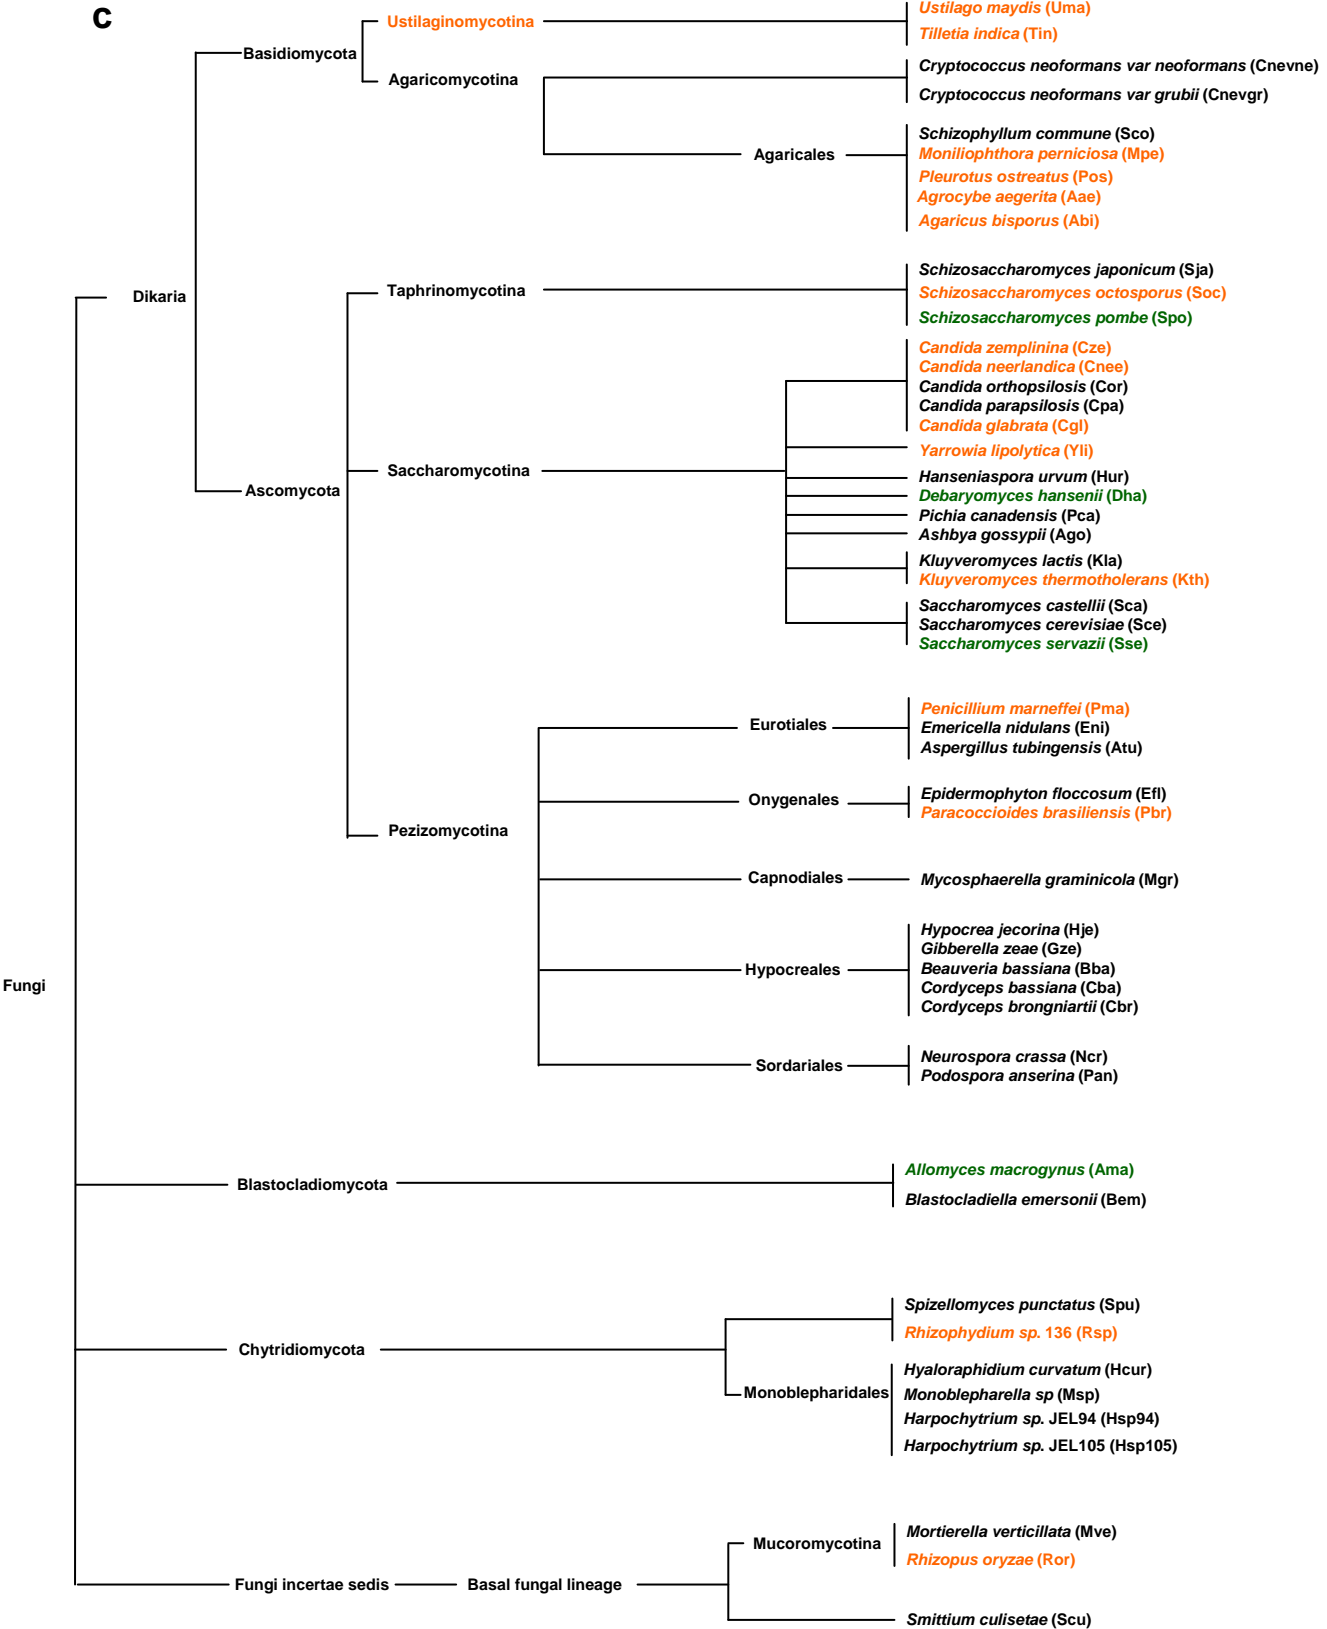 c
Ustilaginomycotina
Ustilago maydis (Uma)
Tilletia indica (Tin)
Basidiomycota
Agaricomycotina
Cryptococcus neoformans var neoformans (Cnevne)
Cryptococcus neoformans var grubii (Cnevgr)
Agaricales
Schizophyllum commune (Sco)
Moniliophthora perniciosa (Mpe)
Pleurotus ostreatus (Pos)
Agrocybe aegerita (Aae)
Agaricus bisporus (Abi)
Dikaria
Taphrinomycotina
Schizosaccharomyces japonicum (Sja)
Schizosaccharomyces octosporus (Soc)
Schizosaccharomyces pombe (Spo)
Ascomycota
Saccharomycotina
Candida zemplinina (Cze)
Candida neerlandica (Cnee)
Candida orthopsilosis (Cor)
Candida parapsilosis (Cpa)
Candida glabrata (Cgl)
Yarrowia lipolytica (Yli)
Hanseniaspora urvum (Hur)
Debaryomyces hansenii (Dha)
Pichia canadensis (Pca)
Ashbya gossypii (Ago)
Kluyveromyces lactis (Kla)
Kluyveromyces thermotholerans (Kth)
Saccharomyces castellii (Sca)
Saccharomyces cerevisiae (Sce)
Saccharomyces servazii (Sse)
Pezizomycotina
Eurotiales
Penicillium marneffei (Pma)
Emericella nidulans (Eni)
Aspergillus tubingensis (Atu)
Onygenales
Epidermophyton floccosum (Efl)
Paracoccioides brasiliensis (Pbr)
Capnodiales
Mycosphaerella graminicola (Mgr)
Hypocreales
Hypocrea jecorina (Hje)
Gibberella zeae (Gze)
Beauveria bassiana (Bba)
Cordyceps bassiana (Cba)
Cordyceps brongniartii (Cbr)
Sordariales
Neurospora crassa (Ncr)
Podospora anserina (Pan)
Fungi
Blastocladiomycota
Allomyces macrogynus (Ama)
Blastocladiella emersonii (Bem)
Chytridiomycota
Spizellomyces punctatus (Spu)
Rhizophydium sp. 136 (Rsp)
Monoblepharidales
Hyaloraphidium curvatum (Hcur)
Monoblepharella sp (Msp)
Harpochytrium sp. JEL94 (Hsp94)
Harpochytrium sp. JEL105 (Hsp105)
Fungi incertae sedis
Basal fungal lineage
Mucoromycotina
Mortierella verticillata (Mve)
Rhizopus oryzae (Ror)
Smittium culisetae (Scu)